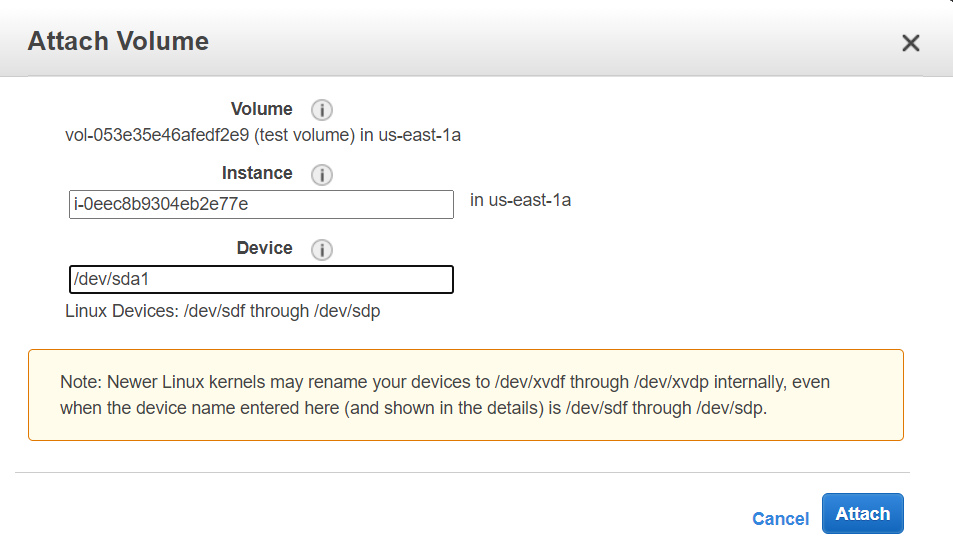 Attach Volume
Volume
vol-053e35e46afedf2e9 (test volume) in us-east-1a
Instance
i-0eec8b9304eb2e77e in us-east-1a
Device
/dev/sda1
Linux Devices: /dev/sdf through /dev/sdp
Note: Newer Linux kernels may rename your devices to /dev/xvdf through /dev/xvdp internally, even
when the device name entered here (and shown in the details) is /dev/sdf through /dev/sdp.
Cancel Attach